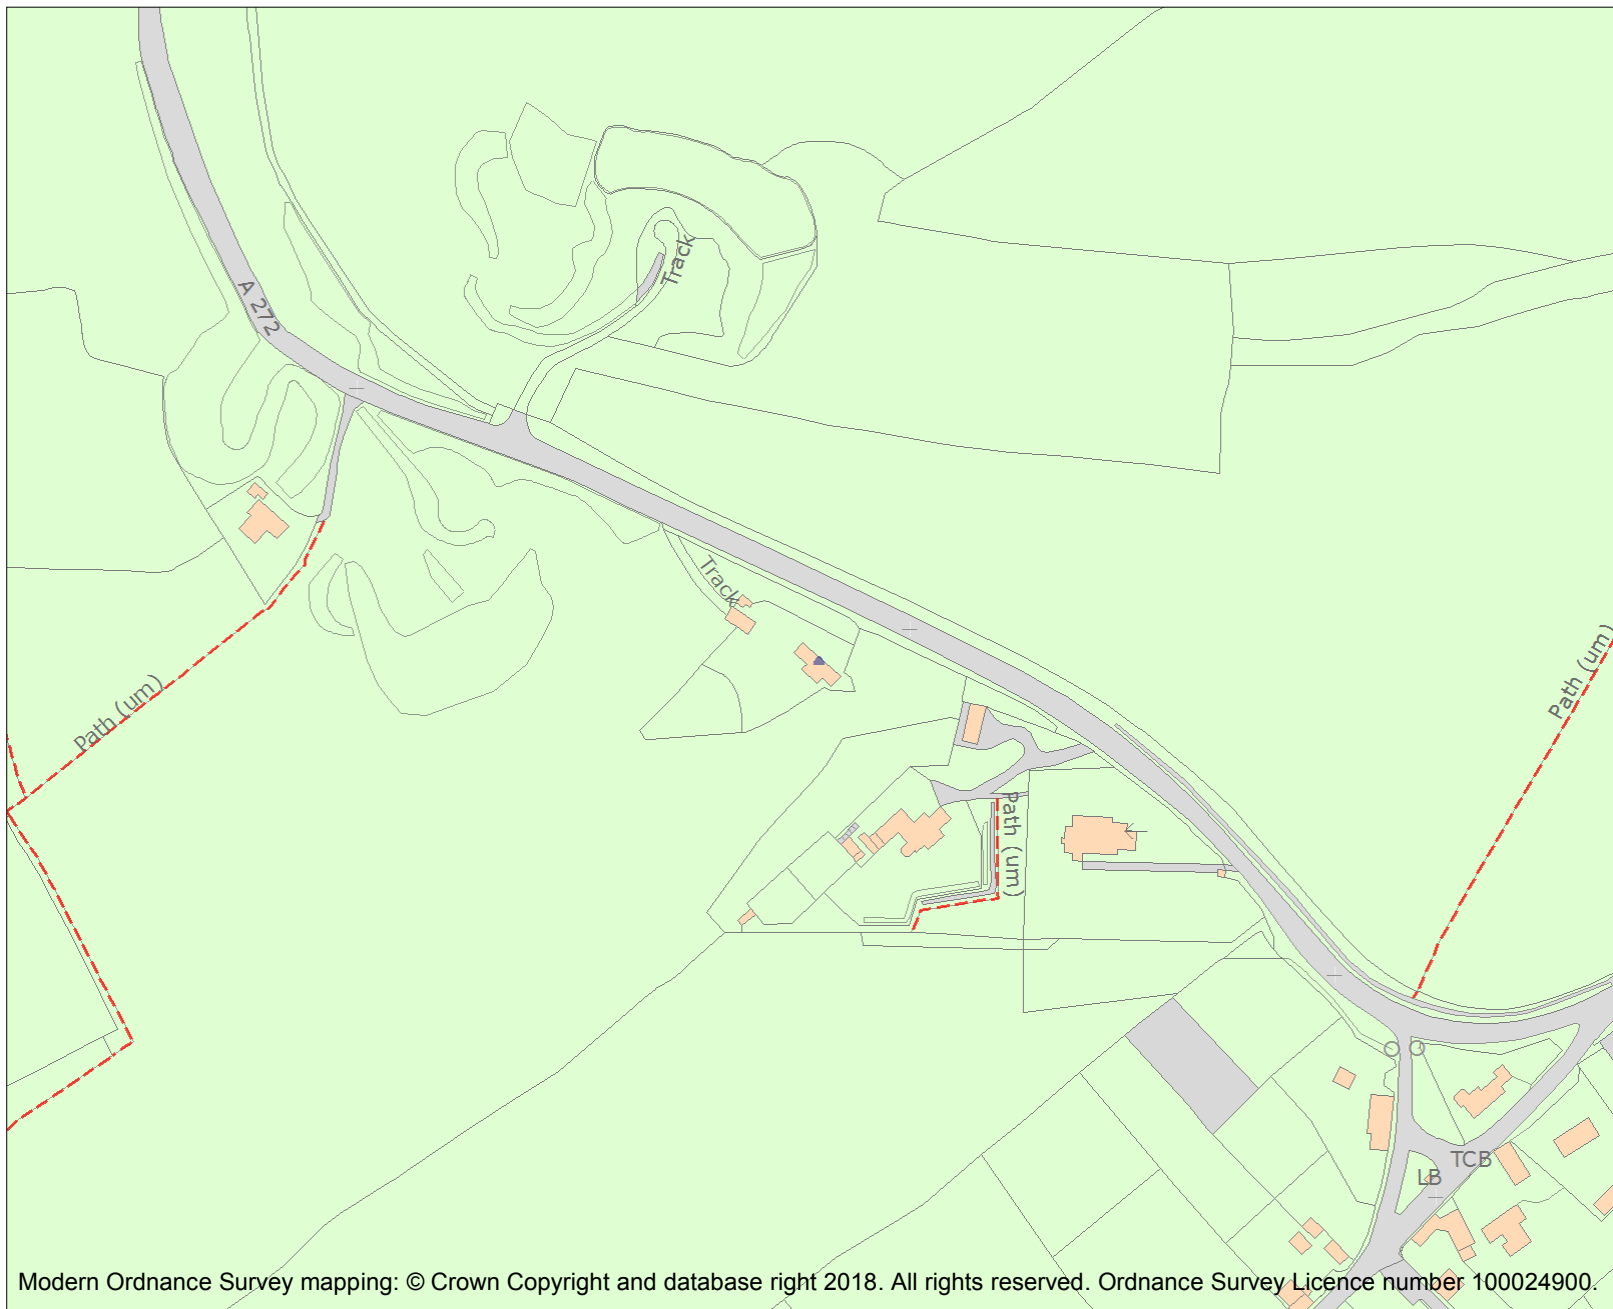 Track
A 272
Track
Path (um)
Path (um)
Path (um)
TCB
LB
Modern Ordnance Survey mapping: © Crown Copyright and database right 2018. All rights reserved. Ordnance Survey Licence number 100024900.